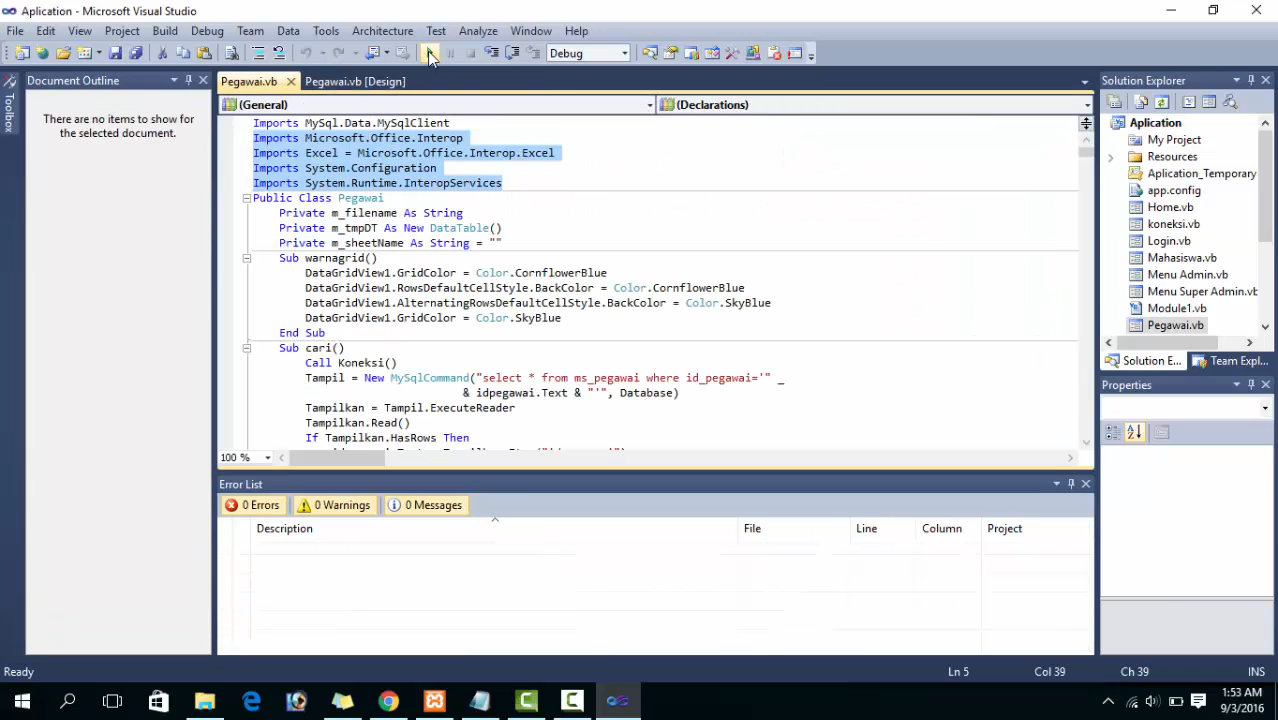 Aplication - Microsoft Visual Studio
File Edit View Project Build Debug Team Data Tools Architecture Test Analyze Window Help
Debug
Document Outline
There are no items to show for
the selected document.
Toolbox
Pegawai.vb Pegawai.vb [Design]
(General) (Declarations)
Imports MySql.Data.MySqlClient
Imports Microsoft.Office.Interop
Imports Excel = Microsoft.Office.Interop.Excel
Imports System.Configuration
Imports System.Runtime.InteropServices
Public Class Pegawai
Private m_filename As String
Private m_tmpDT As New DataTable()
Private m_sheetName As String = ""
Sub warnagrid()
DataGridView1.GridColor = Color.CornflowerBlue
DataGridView1.RowsDefaultCellStyle.BackColor = Color.CornflowerBlue
DataGridView1.AlternatingRowsDefaultCellStyle.BackColor = Color.SkyBlue
DataGridView1.GridColor = Color.SkyBlue
End Sub
Sub cari()
Call Koneksi()
Tampil = New MySqlCommand("select * from ms_pegawai where id_pegawai='" _
& idpegawai.Text & "'", Database)
Tampilkan = Tampil.ExecuteReader
Tampilkan.Read()
If Tampilkan.HasRows Then
100 %
Error List
0 Errors 0 Warnings 0 Messages
Description File Line Column Project
Solution Explorer
Aplication
My Project
Resources
Aplication_Temporary
app.config
Home.vb
koneksi.vb
Login.vb
Mahasiswa.vb
Menu Admin.vb
Menu Super Admin.vb
Module1.vb
Pegawai.vb
Solution E... Team Expl...
Properties
Ready Ln 5 Col 39 Ch 39 INS
1:53 AM
9/3/2016